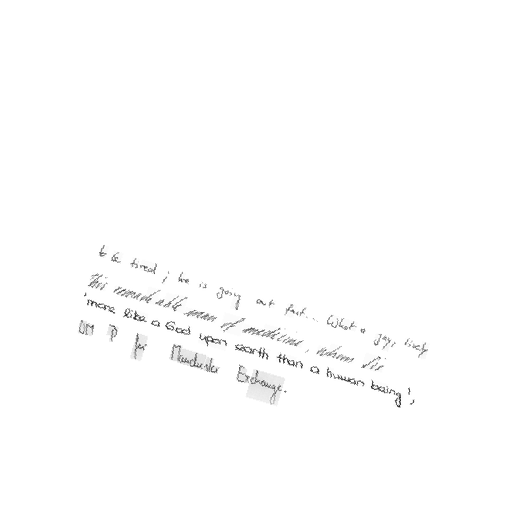 to be tired, he is going out fast... What a gay, lively
this remarkable man of medicine, whom
'more like a God upon earth than a human being',
for Manchester Exchange.